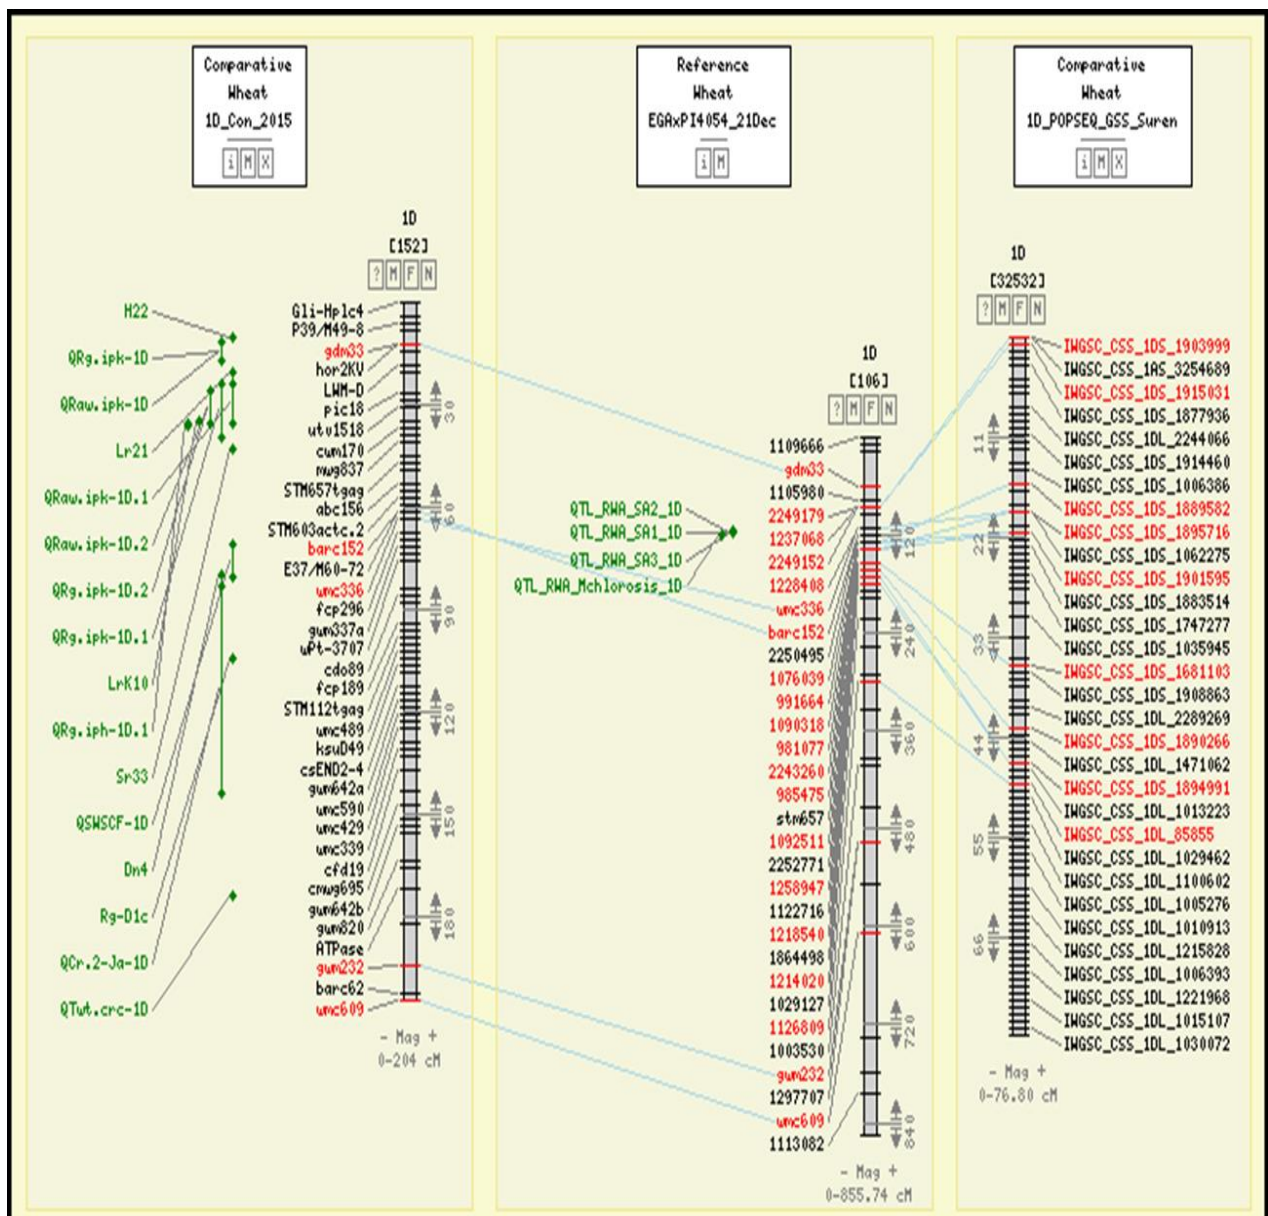 Comparative
Wheat
1D_Con_2015
i M X
1D
[152]
? M F N
H22
QRg.ipk-1D
QRaw.ipk-1D
Lr21
QRaw.ipk-1D.1
QRaw.ipk-1D.2
QRg.ipk-1D.2
QRg.ipk-1D.1
LrK10
QRg.iph-1D.1
Sr33
QSWSCF-1D
Dn4
Rg-D1c
QCr.2-Ja-1D
QTwt.crc-1D
Gli-Hplc4
P39/M49-8
gdm33
hor2KV
LWM-D
pic18
utv1518
cwm170
mwg837
STM657tgag
abc156
STM603actc.2
barc152
E37/M60-72
wmc336
fcp296
gwm337a
wPt-3707
cdo89
fcp189
STM112tgag
wmc489
ksuD49
csEND2-4
gwm642a
wmc590
wmc429
wmc339
cfd19
cmwg695
gwm642b
gwm820
ATPase
gwm232
barc62
wmc609
30
60
90
120
150
180
- Mag +
0-204 cM
Reference
Wheat
EGAxPI4054_21Dec
i M
1D
[106]
? M F N
QTL_RWA_SA2_1D
QTL_RWA_SA1_1D
QTL_RWA_SA3_1D
QTL_RWA_Mchlorosis_1D
1109666
gdm33
1105980
2249179
1237068
2249152
1228408
wmc336
barc152
2250495
1076039
991664
1090318
981077
2243260
985475
stm657
1092511
2252771
1258947
1122716
1218540
1864498
1214020
1029127
1126809
1003530
gwm232
1297707
wmc609
1113082
120
240
360
480
600
720
840
- Mag +
0-855.74 cM
Comparative
Wheat
1D_POPSEQ_GSS_Suren
i M X
1D
[32532]
? M F N
11
22
33
44
55
66
IWGSC_CSS_1DS_1903999
IWGSC_CSS_1AS_3254689
IWGSC_CSS_1DS_1915031
IWGSC_CSS_1DS_1877936
IWGSC_CSS_1DL_2244066
IWGSC_CSS_1DS_1914460
IWGSC_CSS_1DS_1006386
IWGSC_CSS_1DS_1889582
IWGSC_CSS_1DS_1895716
IWGSC_CSS_1DS_1062275
IWGSC_CSS_1DS_1901595
IWGSC_CSS_1DS_1883514
IWGSC_CSS_1DS_1747277
IWGSC_CSS_1DS_1035945
IWGSC_CSS_1DS_1681103
IWGSC_CSS_1DS_1908863
IWGSC_CSS_1DL_2289269
IWGSC_CSS_1DS_1890266
IWGSC_CSS_1DL_1471062
IWGSC_CSS_1DS_1894991
IWGSC_CSS_1DL_1013223
IWGSC_CSS_1DL_85855
IWGSC_CSS_1DL_1029462
IWGSC_CSS_1DL_1100602
IWGSC_CSS_1DL_1005276
IWGSC_CSS_1DL_1010913
IWGSC_CSS_1DL_1215828
IWGSC_CSS_1DL_1006393
IWGSC_CSS_1DL_1221968
IWGSC_CSS_1DL_1015107
IWGSC_CSS_1DL_1030072
- Mag +
0-76.80 cM